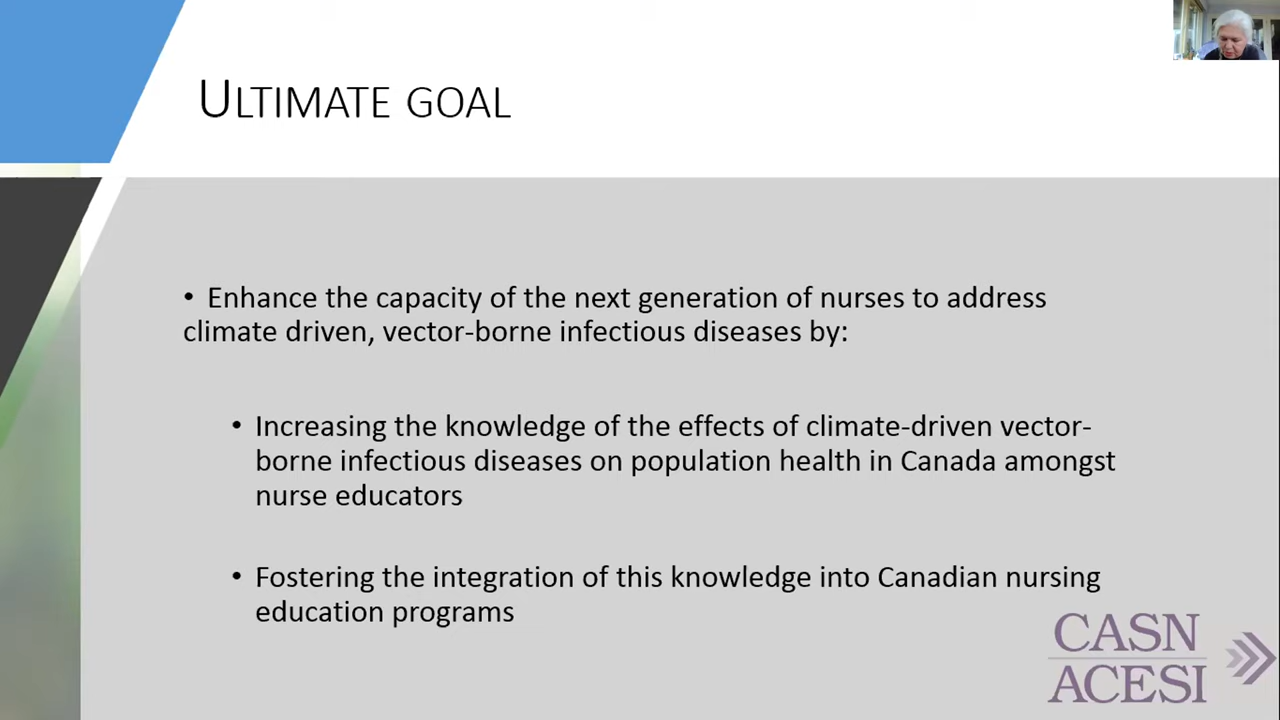 ULTIMATE GOAL
• Enhance the capacity of the next generation of nurses to address
climate driven, vector-borne infectious diseases by:
• Increasing the knowledge of the effects of climate-driven vector-
borne infectious diseases on population health in Canada amongst
nurse educators
• Fostering the integration of this knowledge into Canadian nursing
education programs
CASN
ACESI